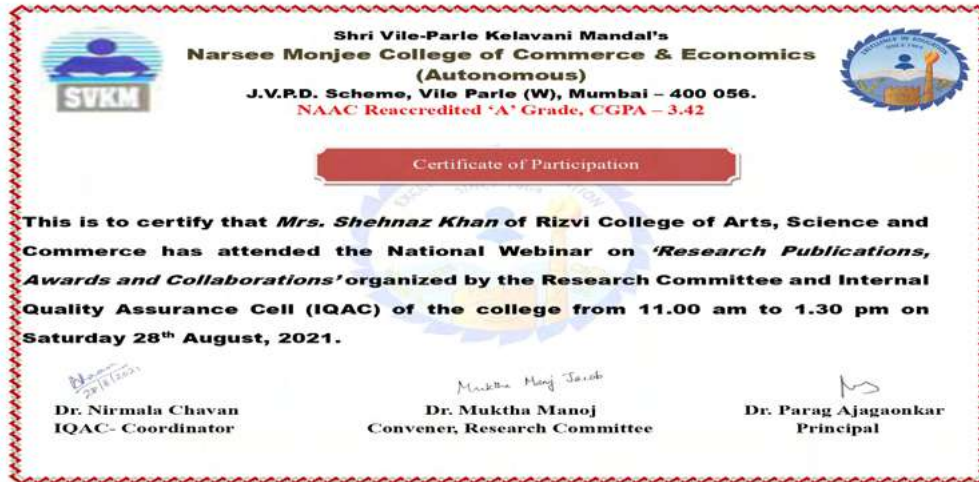 Shri Vile-Parle Kelavani Mandal's
Narsee Monjee College of Commerce & Economics
(Autonomous)
J.V.P.D. Scheme, Vile Parle (W), Mumbai – 400 056.
NAAC Reaccredited 'A' Grade, CGPA – 3.42
SVKM
Certificate of Participation
This is to certify that Mrs. Shehnaz Khan of Rizvi College of Arts, Science and
Commerce has attended the National Webinar on 'Research Publications,
Awards and Collaborations' organized by the Research Committee and Internal
Quality Assurance Cell (IQAC) of the college from 11.00 am to 1.30 pm on
Saturday 28th August, 2021.
28/8/2021
Muktha Manoj Jacob
Dr. Nirmala Chavan
Dr. Muktha Manoj
Dr. Parag Ajagaonkar
IQAC- Coordinator
Convener, Research Committee
Principal